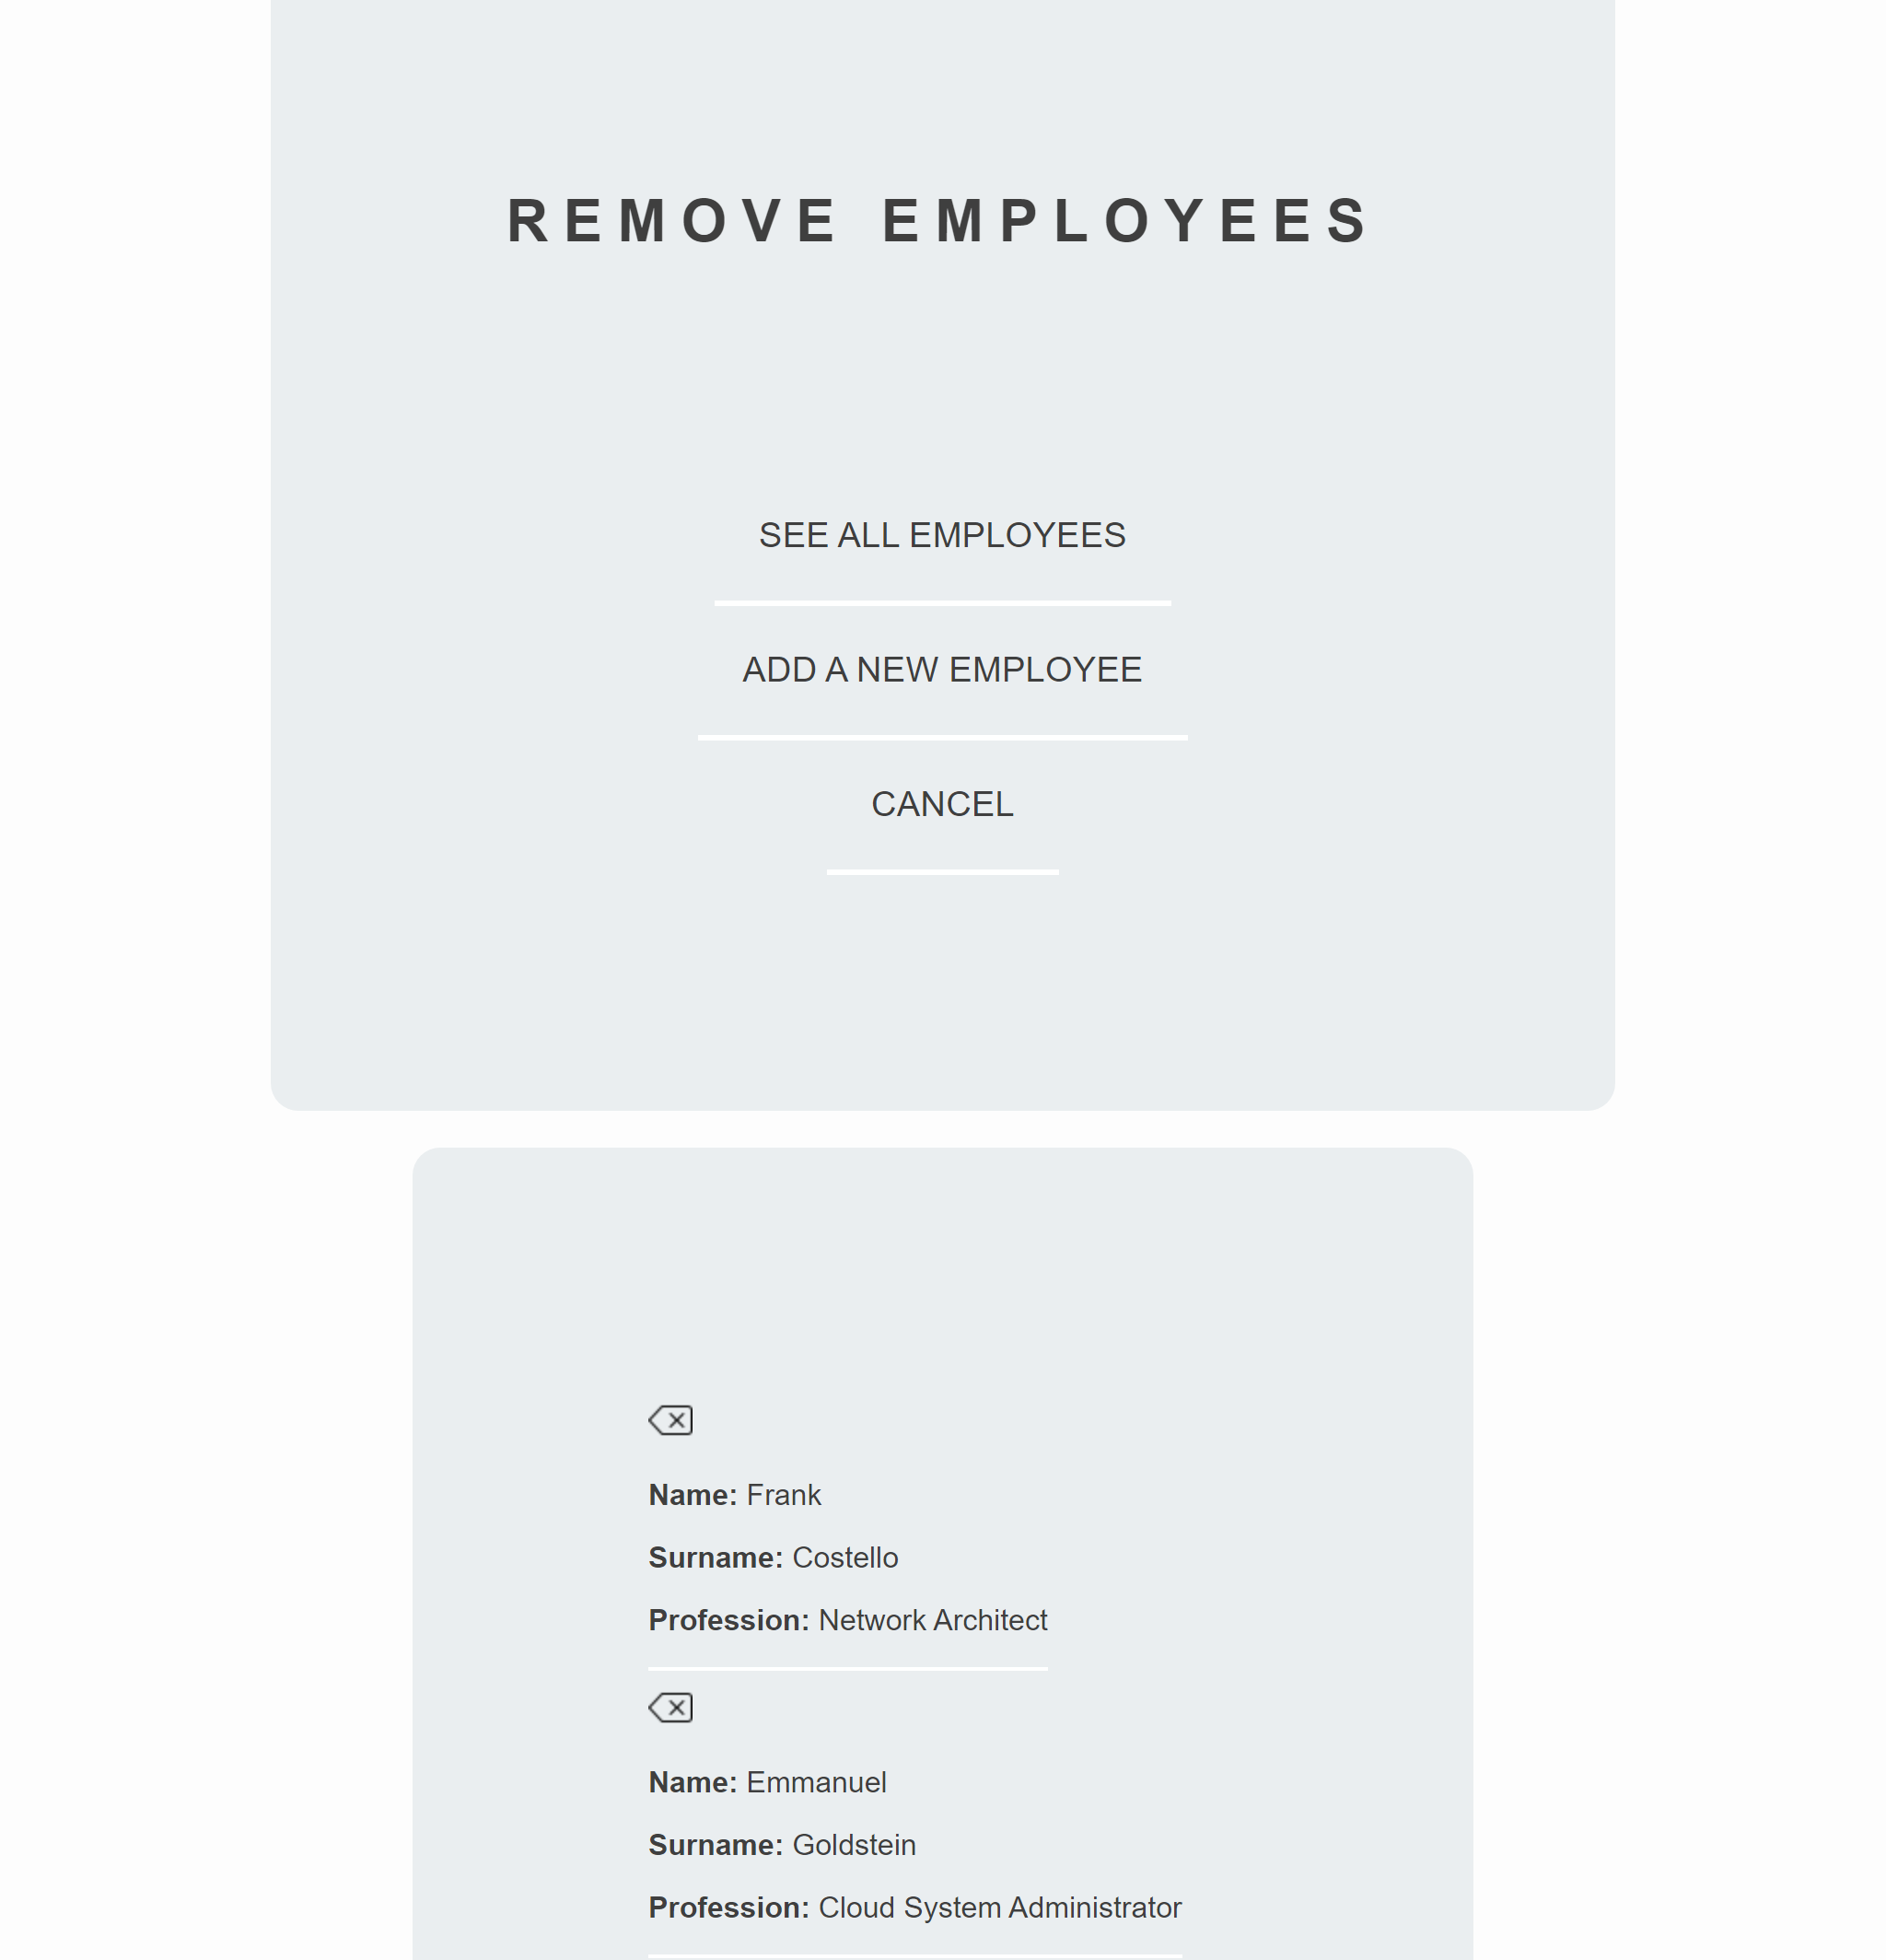 REMOVE EMPLOYEES
SEE ALL EMPLOYEES
ADD A NEW EMPLOYEE
CANCEL
Name: Frank
Surname: Costello
Profession: Network Architect
Name: Emmanuel
Surname: Goldstein
Profession: Cloud System Administrator